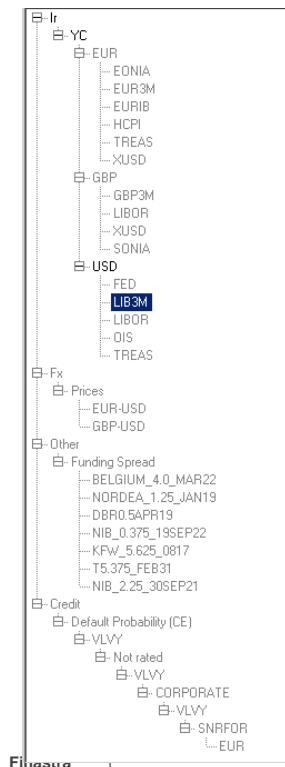 Ir
YC
EUR
EONIA
EUR3M
EURIB
HCPI
TREAS
XUSD
GBP
GBP3M
LIBOR
XUSD
SONIA
USD
FED
LIB3M
LIBOR
OIS
TREAS
Fx
Prices
EUR-USD
GBP-USD
Other
Funding Spread
BELGIUM_4.0_MAR22
NORDEA_1.25_JAN19
DBR0.5APR19
NIB_0.375_19SEP22
KFW_5.625_0817
T5.375_FEB31
NIB_2.25_30SEP21
Credit
Default Probability (CE)
VLVY
Not rated
VLVY
CORPORATE
VLVY
SNRFOR
EUR
Finastra